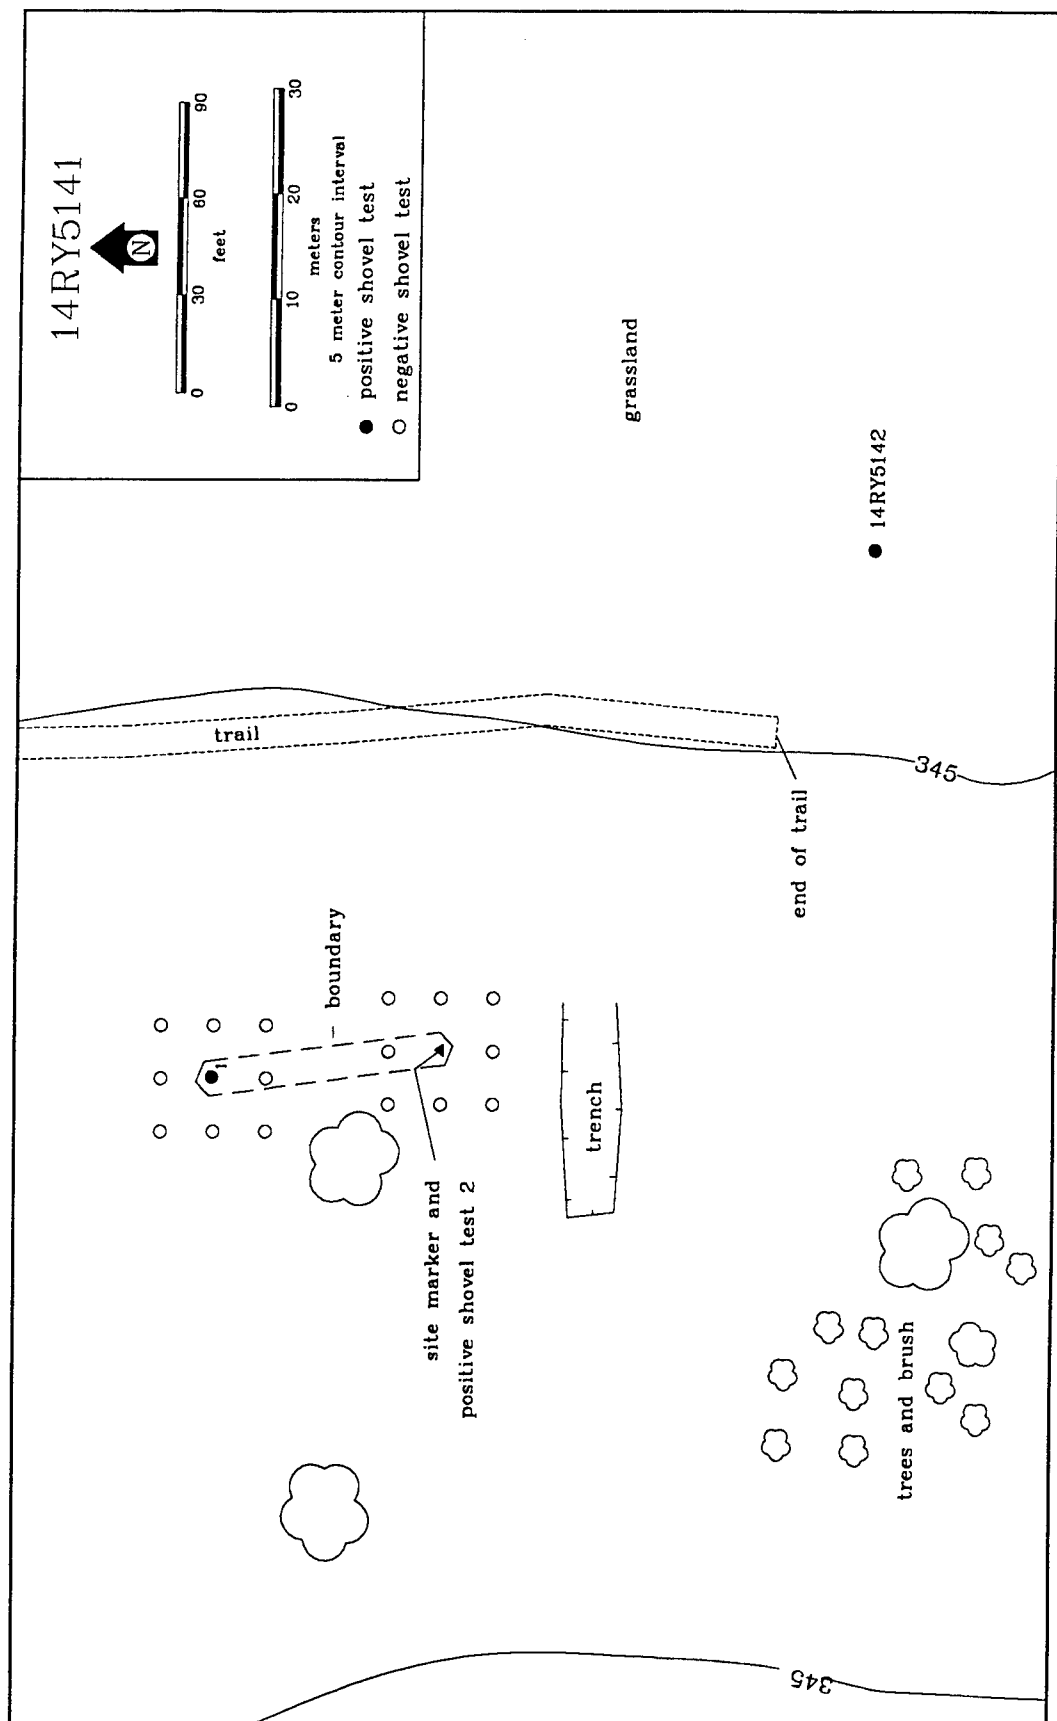 14RY5141
N
0 30 60 90
feet
0 10 20 30
meters
5 meter contour interval
positive shovel test
negative shovel test
trail
grassland
14RY5142
345
end of trail
boundary
1
site marker and
positive shovel test 2
trench
trees and brush
345